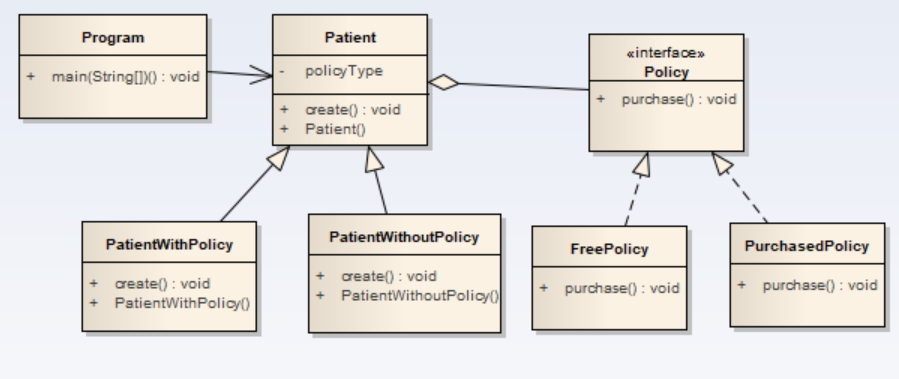 Program
+ main(String[])() : void
Patient
- policyType
+ create() : void
+ Patient()
«interface»
Policy
+ purchase() : void
PatientWithPolicy
+ create() : void
+ PatientWithPolicy()
PatientWithoutPolicy
+ create() : void
+ PatientWithoutPolicy()
FreePolicy
+ purchase() : void
PurchasedPolicy
+ purchase() : void